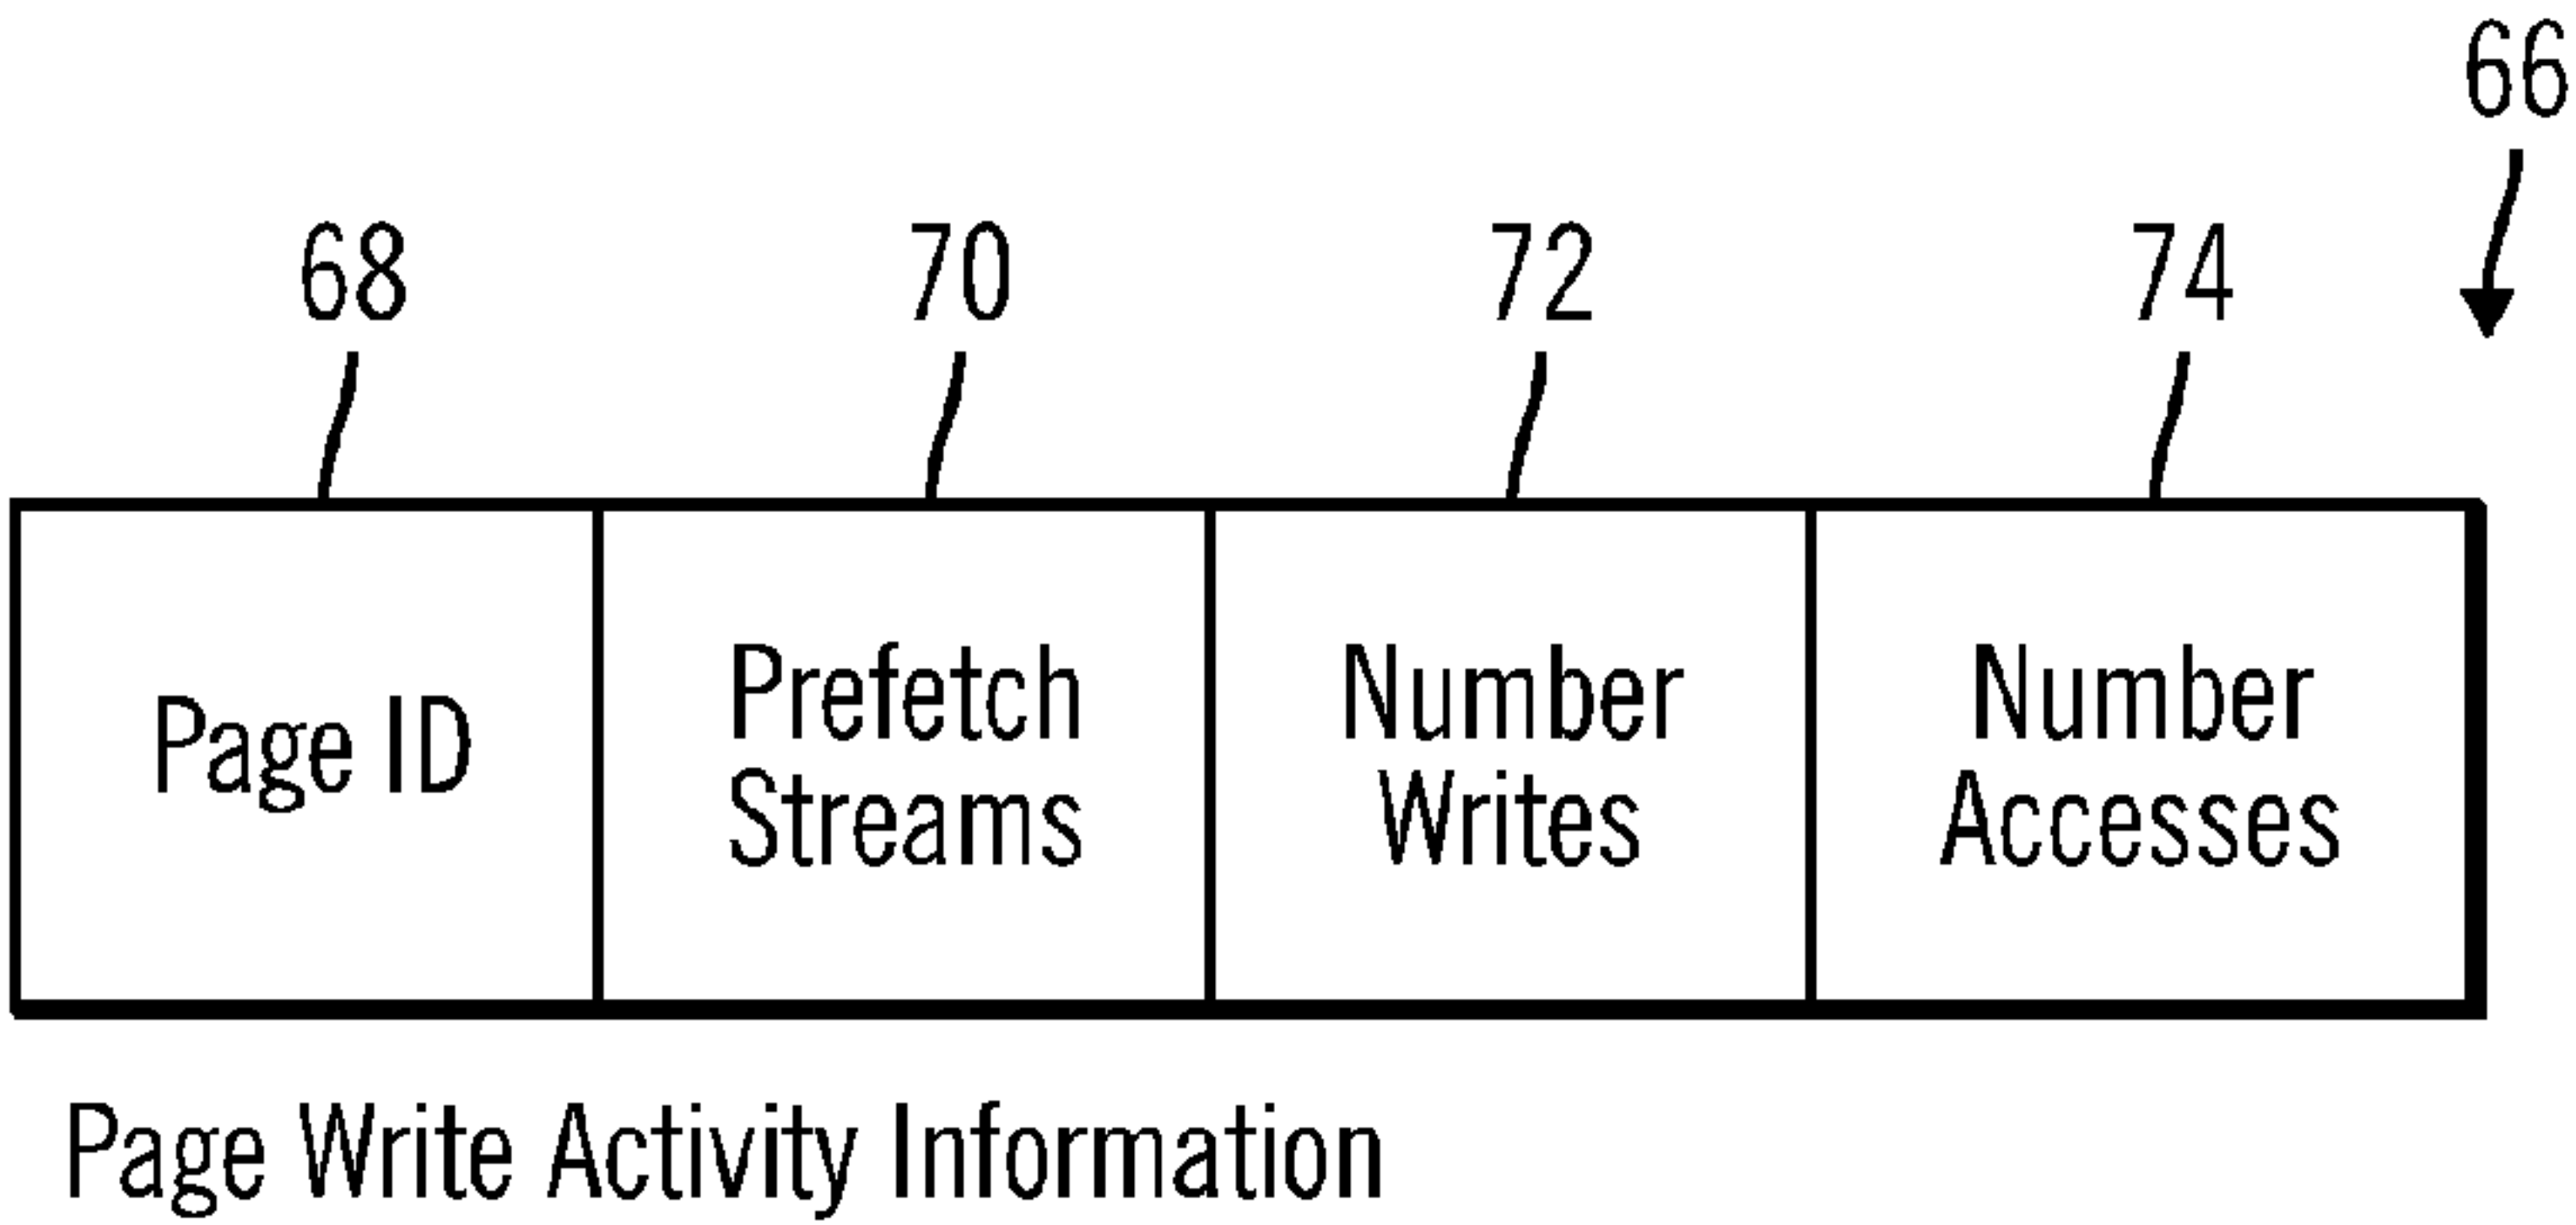 66
68 70 72 74
Page ID
Prefetch
Streams
Number
Writes
Number
Accesses
Page Write Activity Information